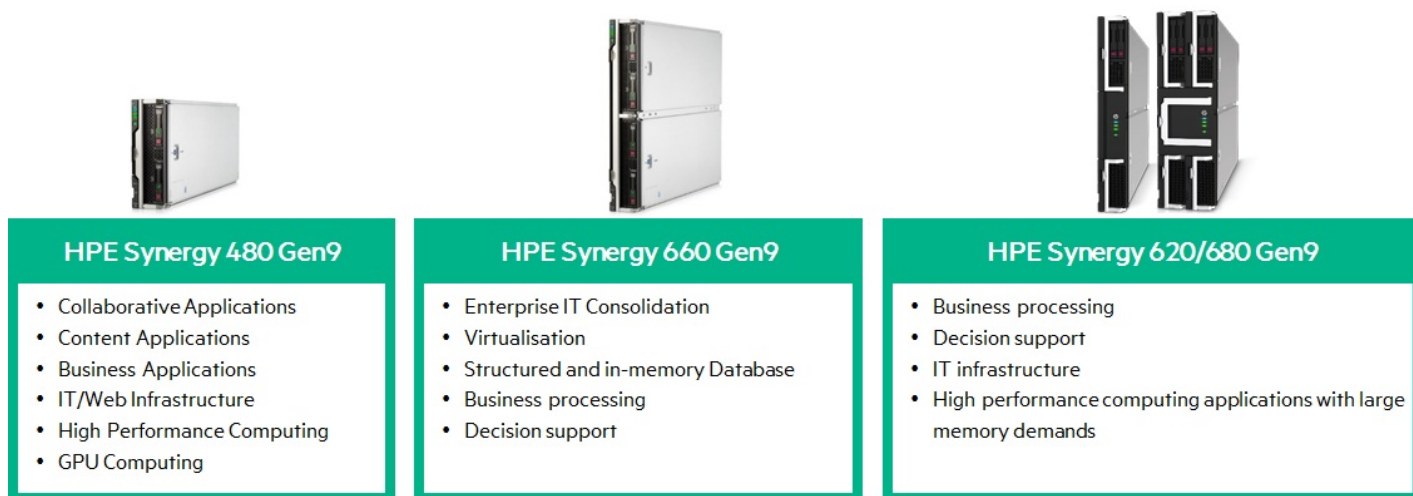 HPE Synergy 480 Gen9
• Collaborative Applications
• Content Applications
• Business Applications
• IT/Web Infrastructure
• High Performance Computing
• GPU Computing
HPE Synergy 660 Gen9
• Enterprise IT Consolidation
• Virtualisation
• Structured and in-memory Database
• Business processing
• Decision support
HPE Synergy 620/680 Gen9
• Business processing
• Decision support
• IT infrastructure
• High performance computing applications with large
memory demands